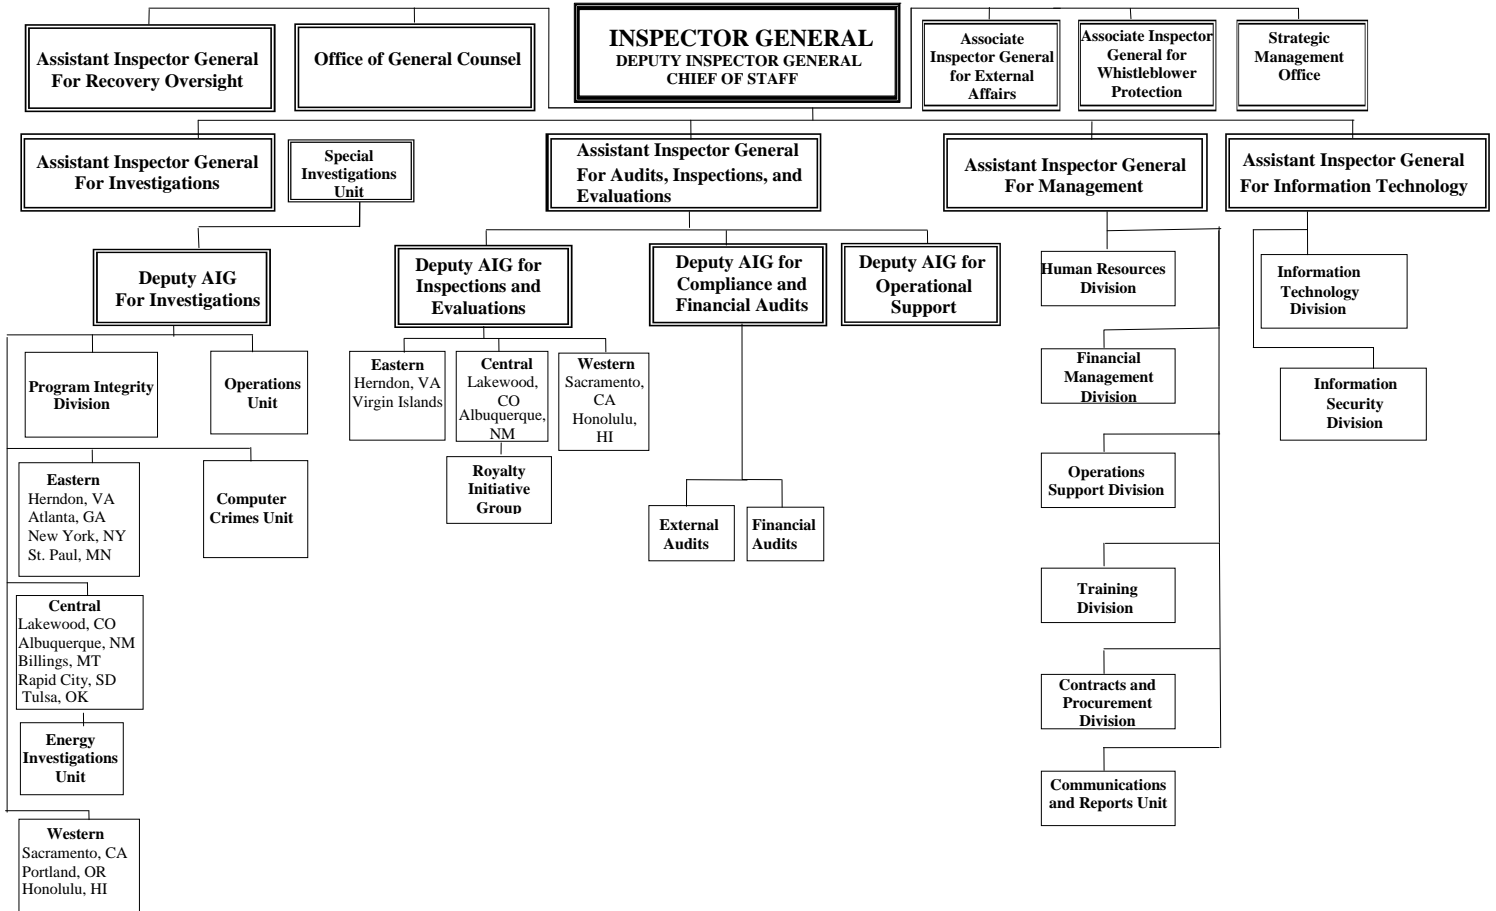 Assistant Inspector General
For Recovery Oversight
Office of General Counsel
INSPECTOR GENERAL
DEPUTY INSPECTOR GENERAL
CHIEF OF STAFF
Associate
Inspector General
for External
Affairs
Associate Inspector
General for
Whistleblower
Protection
Strategic
Management
Office
Assistant Inspector General
For Investigations
Special
Investigations
Unit
Assistant Inspector General
For Audits, Inspections, and
Evaluations
Assistant Inspector General
For Management
Assistant Inspector General
For Information Technology
Deputy AIG
For Investigations
Deputy AIG for
Inspections and
Evaluations
Deputy AIG for
Compliance and
Financial Audits
Deputy AIG for
Operational
Support
Human Resources
Division
Information
Technology
Division
Program Integrity
Division
Operations
Unit
Eastern
Herndon, VA
Virgin Islands
Central
Lakewood,
CO
Albuquerque,
NM
Western
Sacramento,
CA
Honolulu,
HI
Financial
Management
Division
Information
Security
Division
Eastern
Herndon, VA
Atlanta, GA
New York, NY
St. Paul, MN
Computer
Crimes Unit
Royalty
Initiative
Group
External
Audits
Financial
Audits
Operations
Support Division
Central
Lakewood, CO
Albuquerque, NM
Billings, MT
Rapid City, SD
Tulsa, OK
Training
Division
Energy
Investigations
Unit
Contracts and
Procurement
Division
Western
Sacramento, CA
Portland, OR
Honolulu, HI
Communications
and Reports Unit